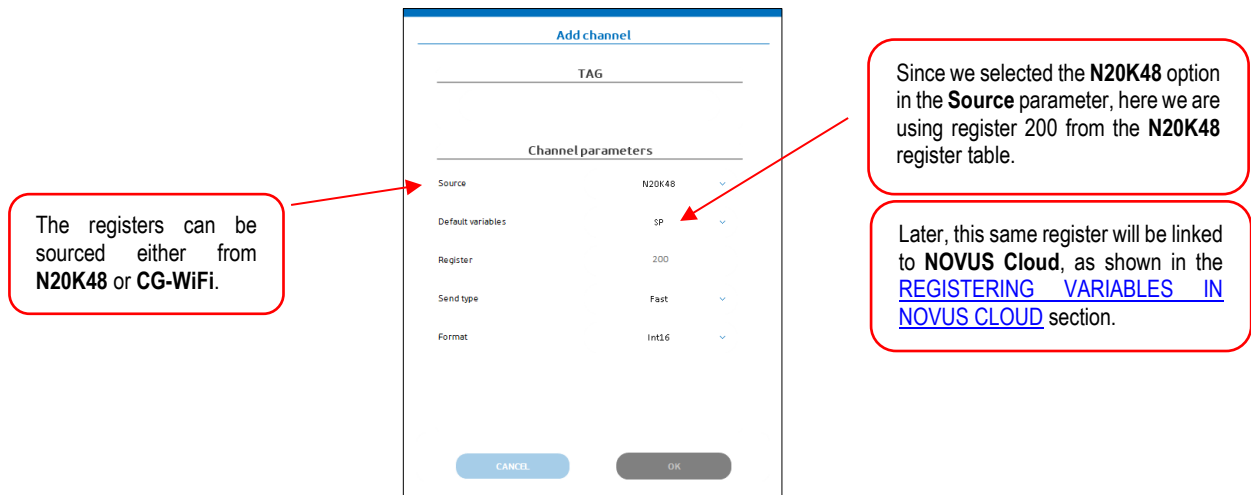 Add channel
TAG
Channel parameters
Source N20K48
Default variables SP
Register 200
Send type Fast
Format Int16
CANCEL OK
The registers can be
sourced either from
N20K48 or CG-WiFi.
Since we selected the N20K48 option
in the Source parameter, here we are
using register 200 from the N20K48
register table.
Later, this same register will be linked
to NOVUS Cloud, as shown in the
REGISTERING VARIABLES IN
NOVUS CLOUD section.